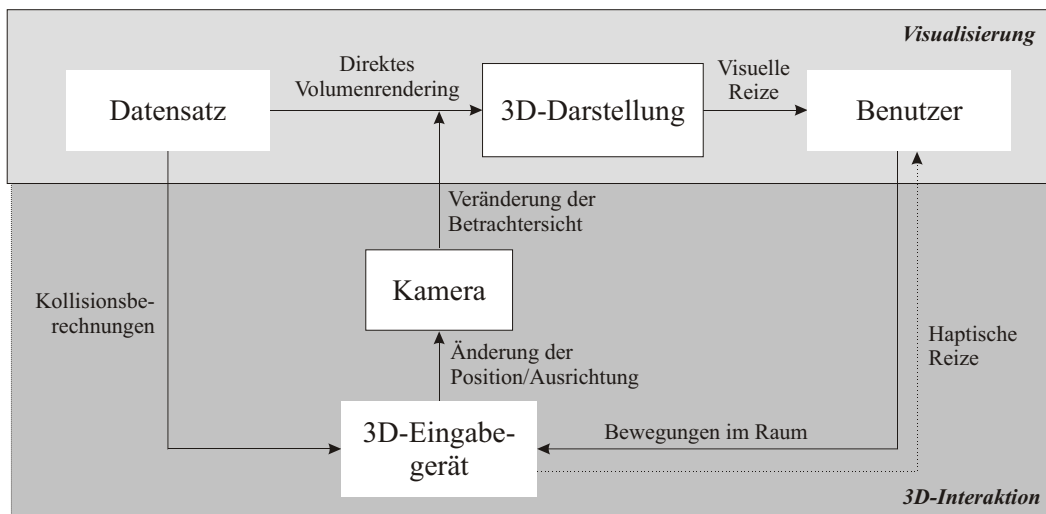 Visualisierung
Direktes
Volumenrendering
Visuelle
Reize
Datensatz
3D-Darstellung
Benutzer
Veränderung der
Betrachtersicht
Kamera
Kollisionsbe-
rechnungen
Haptische
Reize
Änderung der
Position/Ausrichtung
3D-Eingabe-
gerät
Bewegungen im Raum
3D-Interaktion